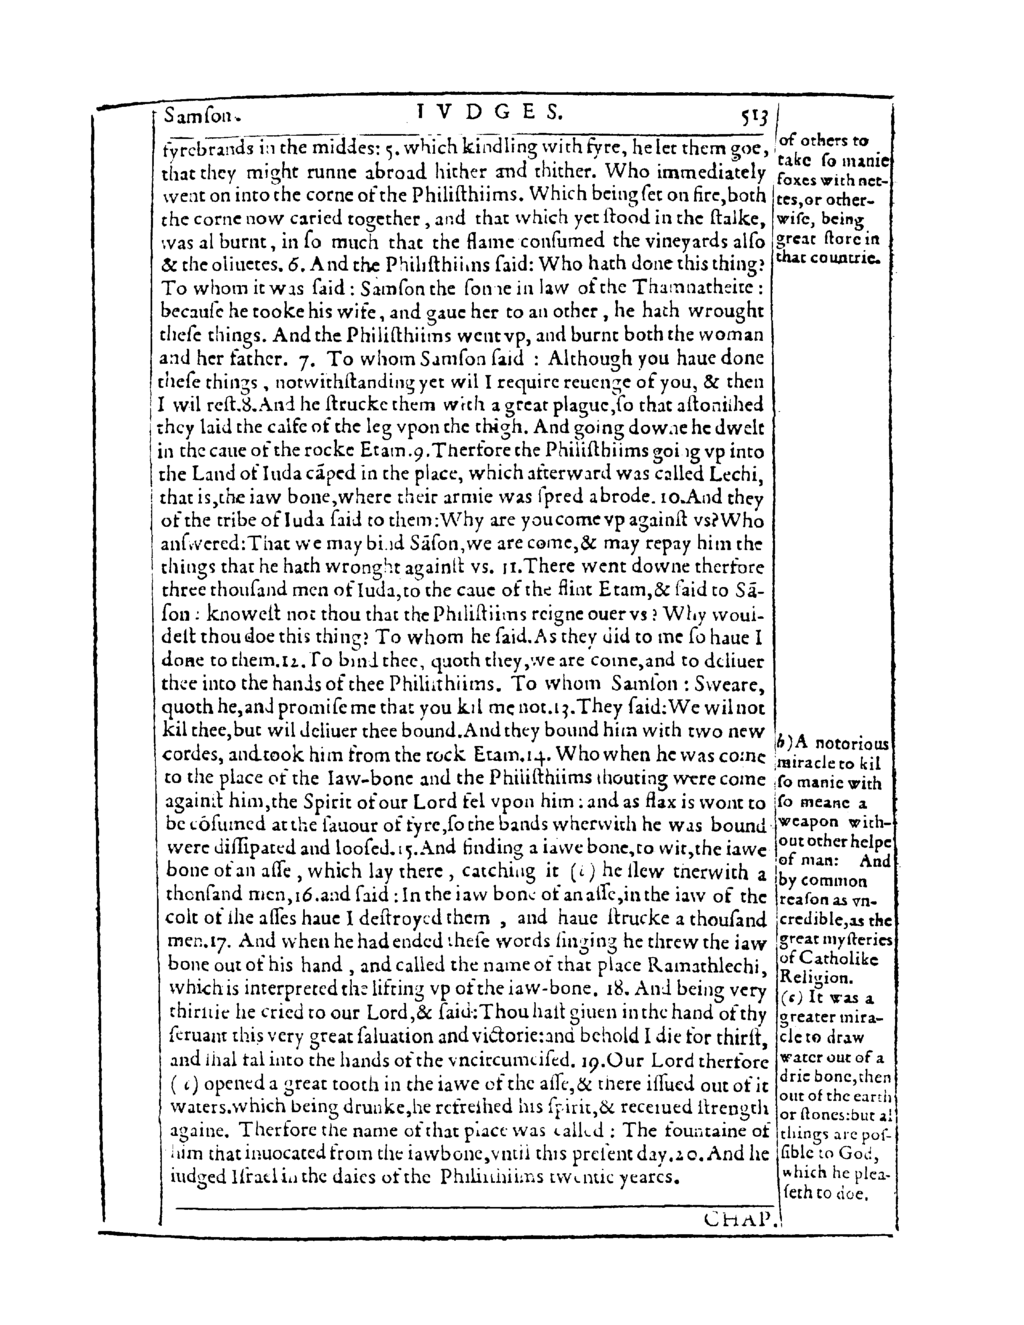 Samſon.
IVDGES.
513
fyrebrands in the middes: 5. which kindling with fyre, he let them goe,
that they might runne abroad hither and thither. Who immediately
went on into the corne of the Philiſthiims. Which being ſet on fire, both
the corne now caried together, and that which yet ſtood in the ſtalke,
was al burnt, in ſo much that the flame conſumed the vineyards alſo
& the oliuetes. 6. And the Philiſthiims ſaid: Who hath done this thing?
To whom it was ſaid: Samſon the ſonne in law of the Thamnatheite:
becauſe he tooke his wife, and gaue her to an other, he hath wrought
theſe things. And the Philiſthiims went vp, and burnt both the woman
and her father. 7. To whom Samſon ſaid : Although you haue done
theſe things, notwithſtanding yet wil I require reuenge of you, & then
I wil reſt. 8. And he ſtrucke them with a great plague, ſo that aſtoniſhed
they laid the calfe of the leg vpon the thigh. And going downe he dwelt
in the caue of the rocke Etam. 9. Therfore the Philiſthiims going vp into
the Land of Iuda cāped in the place, which afterward was called Lechi,
that is, the iaw bone, where their armie was ſpred abrode. 10. And they
of the tribe of Iuda ſaid to them: Why are you come vp againſt vs? Who
anſwered: That we may bind Sāſon, we are come, & may repay him the
things that he hath wronght againſt vs. 11. There went downe therfore
three thouſand men of Iuda, to the caue of the flint Etam, & ſaid to Sā-
ſon: knoweſt not thou that the Philiſtiims reigne ouer vs? Why woul-
deſt thou doe this thing? To whom he ſaid. As they did to me ſo haue I
done to them. 12. To bind thee, quoth they, we are come, and to deliuer
thee into the hands of thee Philiſthiims. To whom Samſon: Sweare,
quoth he, and promiſe me that you kil me not. 13. They ſaid: We wil not
kil thee, but wil deliuer thee bound. And they bound him with two new
cordes, and took him from the rock Etam. 14. Who when he was come
to the place of the Iaw-bone and the Philiſthiims ſhouting were come
againſt him, the Spirit of our Lord fel vpon him: and as flax is wont to
be cōſumed at the ſauour of fyre, ſo the bands wherwith he was bound
were diſſipated and looſed. 15. And finding a iawe bone, to wit, the iawe
bone of an aſſe, which lay there, catching it (b) he ſlew therwith a
thonſand men, 16. and ſaid: In the iaw bone of an aſſe, in the iaw of the
colt of the aſſes haue I deſtroyed them, and haue ſtrucke a thouſand
men. 17. And when he had ended theſe words ſinging he threw the iaw
bone out of his hand, and called the name of that place Ramathlechi,
which is interpreted the lifting vp of the iaw-bone. 18. And being very
thirſtie he cried to our Lord, & ſaid: Thou haſt giuen in the hand of thy
ſeruant this very great ſaluation and victorie: and behold I die for thirſt,
and ſhal fal into the hands of the vncircumciſed. 19. Our Lord therfore
(c) opened a great tooth in the iawe of the aſſe, & there iſſued out of it
waters. which being drunke, he refreſhed his ſpirit, & receiued ſtrength
againe. Therfore the name of that place was called: The fountaine of
him that inuocated from the iawbone, vntil this preſent day. 20. And he
iudged Iſrael in the daies of the Philiſthiims twentie yeares.
CHAP.
of others to
take ſo manie
foxes with net-
tes, or other-
wiſe, being
great ſtore in
that countrie.
b) A notorious
miracle to kil
ſo manie with
ſo meane a
weapon with-
out other helpe
of man: And
by common
reaſon as vn-
credible, as the
great myſteries
of Catholike
Religion.
(c) It was a
greater mira-
cle to draw
water out of a
drie bone, then
out of the earth
or ſtones: but al
things are poſ-
ſible to God,
which he plea-
ſeth to doe.